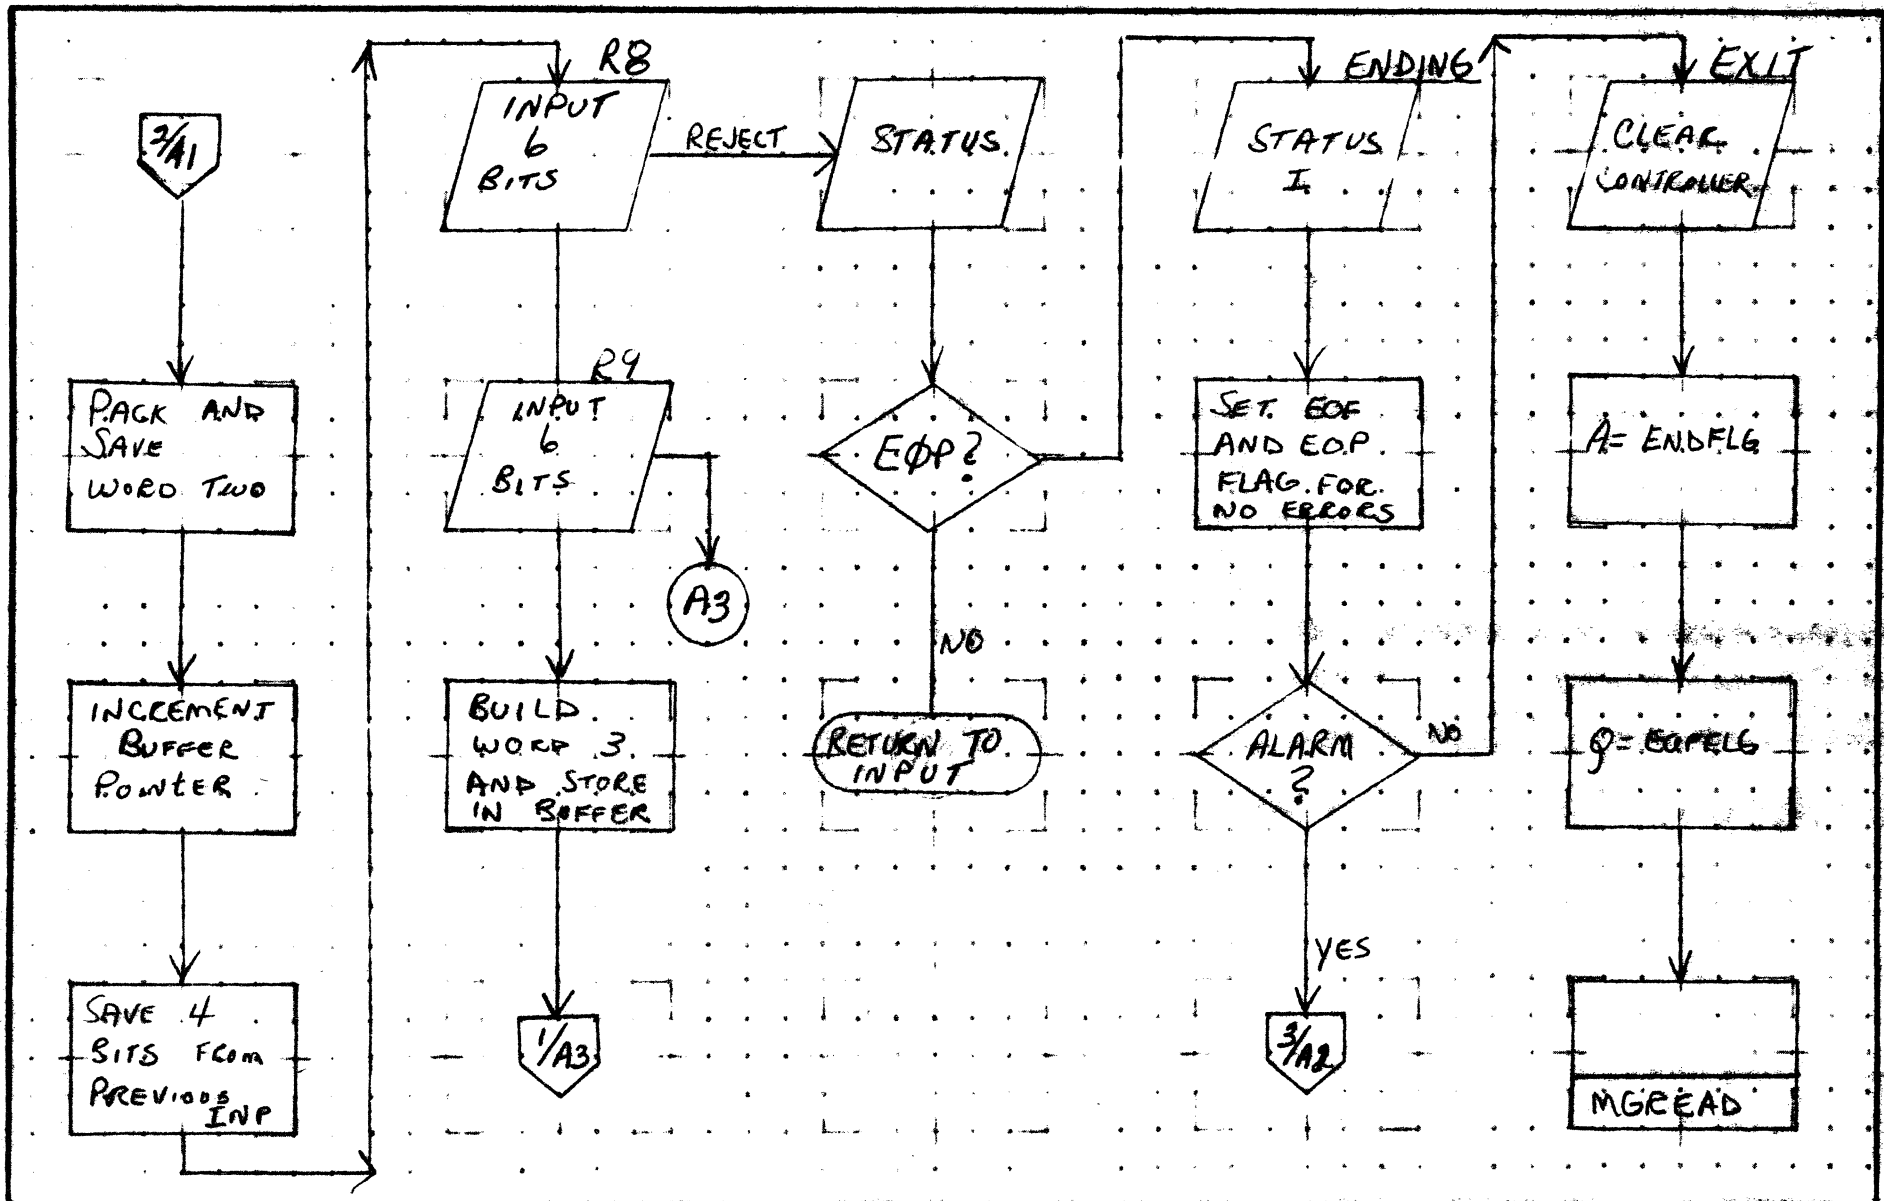 2/A1
PACK AND
SAVE
WORD TWO
INCREMENT
BUFFER
POINTER
SAVE 4
BITS FROM
PREVIOUS
INP
R8
INPUT
6
BITS
REJECT
R9
INPUT
6
BITS
A3
BUILD
WORD 3
AND STORE
IN BUFFER
1/A3
STATUS
EØP?
NO
RETURN TO
INPUT
ENDING
STATUS
I
SET EOF
AND EOP
FLAG FOR
NO ERRORS
ALARM
?
NO
YES
3/A2
EXIT
CLEAR
CONTROLLER
A= ENDFLG
Q=
MGREAD